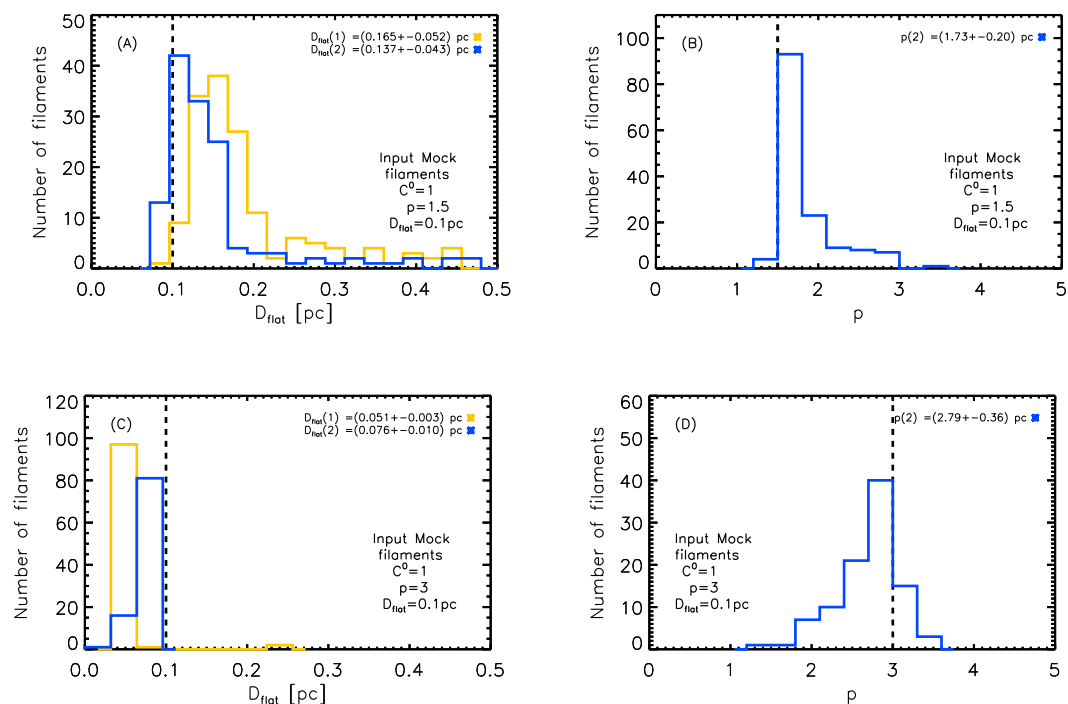 (A)
D_flat(1) =(0.165+-0.052) pc
D_flat(2) =(0.137+-0.043) pc
Input Mock
filaments
C⁰=1
p=1.5
D_flat=0.1pc
Number of filaments
50
40
30
20
10
0
0.0 0.1 0.2 0.3 0.4 0.5
D_flat [pc]
(B)
p(2) =(1.73+-0.20) pc
Input Mock
filaments
C⁰=1
p=1.5
D_flat=0.1pc
Number of filaments
100
80
60
40
20
0
0 1 2 3 4 5
p
(C)
D_flat(1) =(0.051+-0.003) pc
D_flat(2) =(0.076+-0.010) pc
Input Mock
filaments
C⁰=1
p=3
D_flat=0.1pc
Number of filaments
120
100
80
60
40
20
0
0.0 0.1 0.2 0.3 0.4 0.5
D_flat [pc]
(D)
p(2) =(2.79+-0.36) pc
Input Mock
filaments
C⁰=1
p=3
D_flat=0.1pc
Number of filaments
60
50
40
30
20
10
0
0 1 2 3 4 5
p